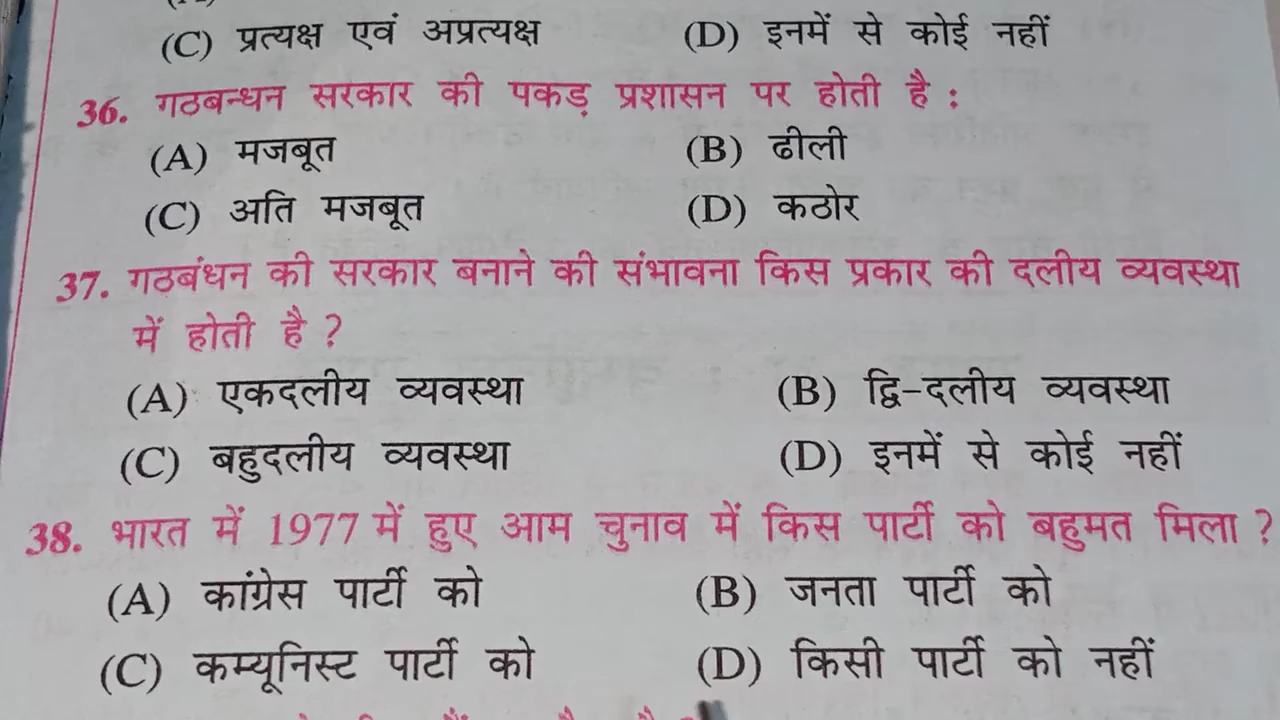 (C) प्रत्यक्ष एवं अप्रत्यक्ष (D) इनमें से कोई नहीं
36. गठबन्धन सरकार की पकड़ प्रशासन पर होती है :
(A) मजबूत (B) ढीली
(C) अति मजबूत (D) कठोर
37. गठबंधन की सरकार बनाने की संभावना किस प्रकार की दलीय व्यवस्था
में होती है ?
(A) एकदलीय व्यवस्था (B) द्वि-दलीय व्यवस्था
(C) बहुदलीय व्यवस्था (D) इनमें से कोई नहीं
38. भारत में 1977 में हुए आम चुनाव में किस पार्टी को बहुमत मिला ?
(A) कांग्रेस पार्टी को (B) जनता पार्टी को
(C) कम्यूनिस्ट पार्टी को (D) किसी पार्टी को नहीं